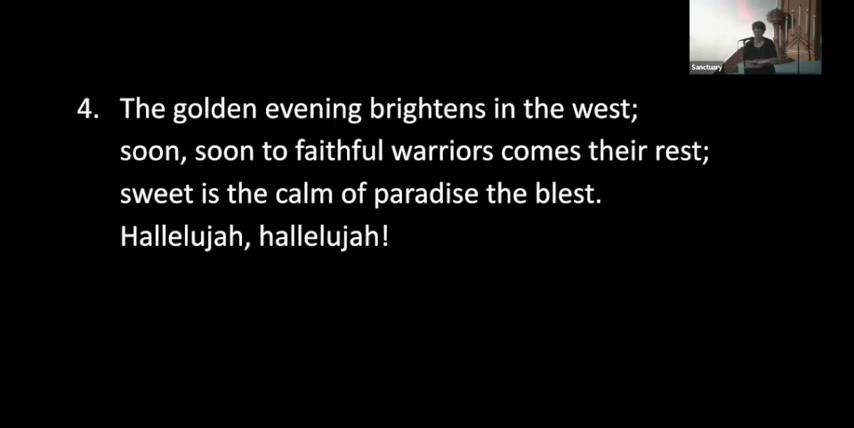 Sanctuary
4. The golden evening brightens in the west;
soon, soon to faithful warriors comes their rest;
sweet is the calm of paradise the blest.
Hallelujah, hallelujah!